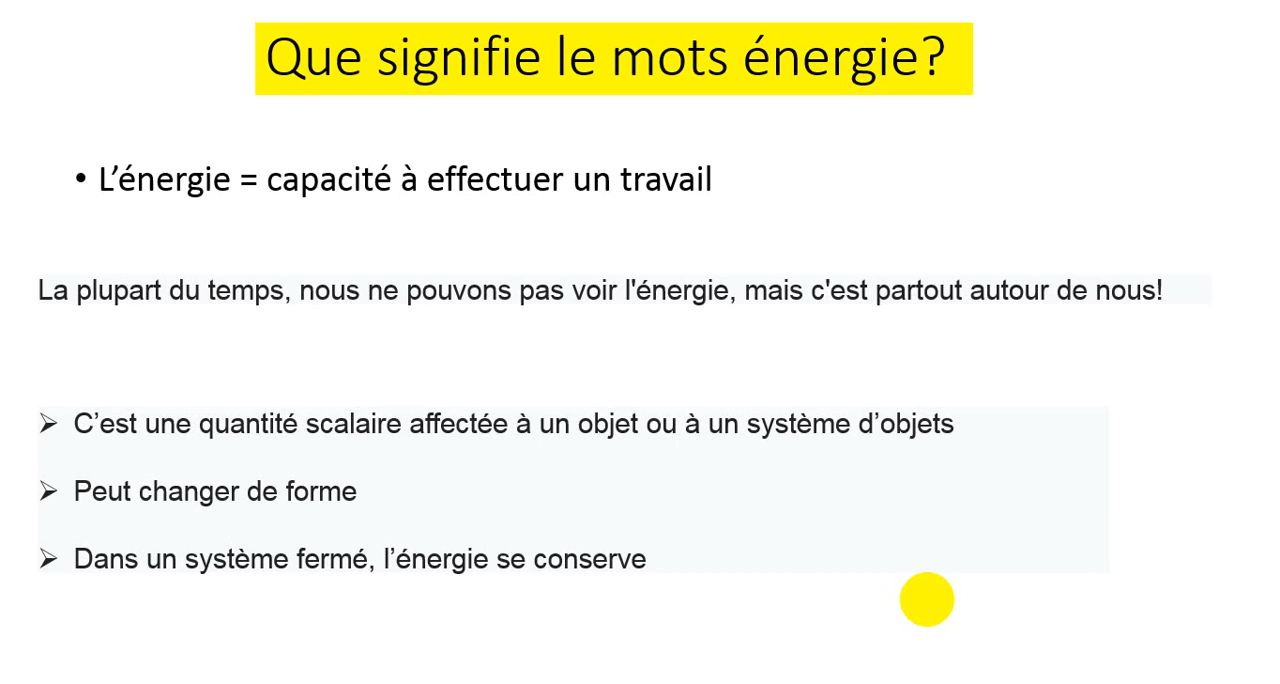 Que signifie le mots énergie?
• L’énergie = capacité à effectuer un travail
La plupart du temps, nous ne pouvons pas voir l'énergie, mais c'est partout autour de nous!
➢ C’est une quantité scalaire affectée à un objet ou à un système d’objets
➢ Peut changer de forme
➢ Dans un système fermé, l’énergie se conserve